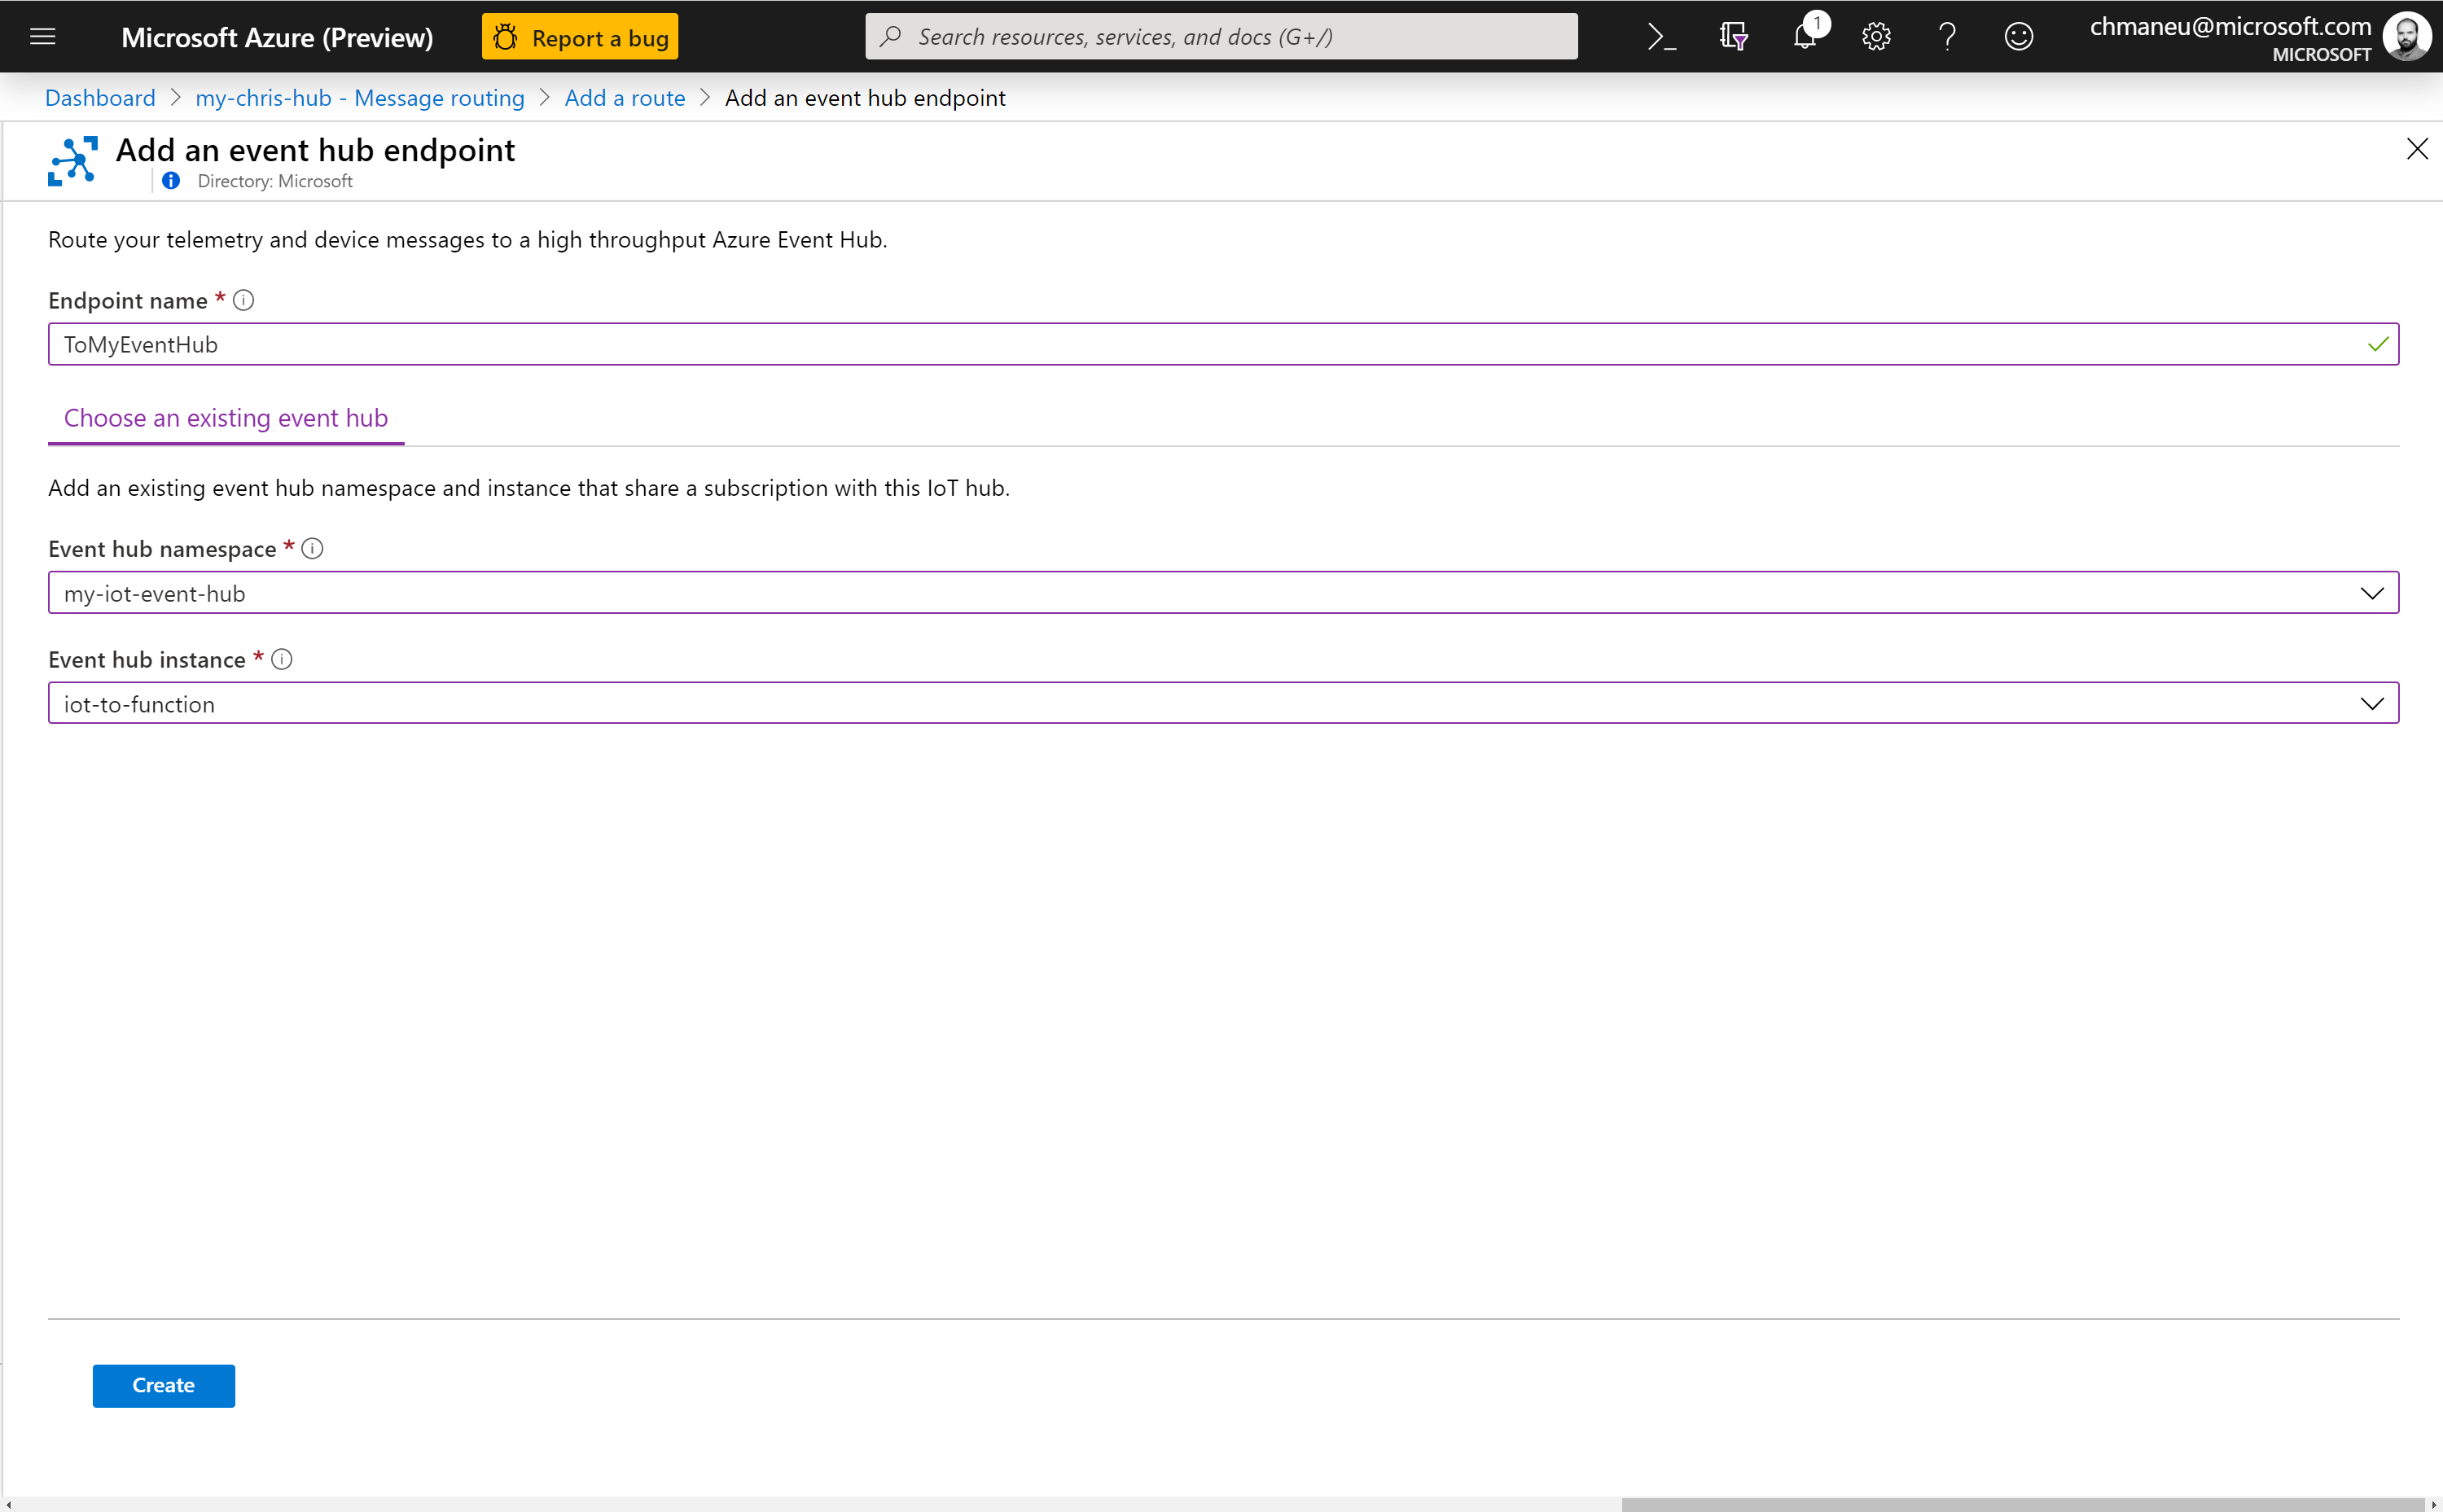 Microsoft Azure (Preview)
Report a bug
Search resources, services, and docs (G+/)
1
chmaneu@microsoft.com
MICROSOFT
Dashboard > my-chris-hub - Message routing > Add a route > Add an event hub endpoint
Add an event hub endpoint
Directory: Microsoft
Route your telemetry and device messages to a high throughput Azure Event Hub.
Endpoint name *
ToMyEventHub
Choose an existing event hub
Add an existing event hub namespace and instance that share a subscription with this IoT hub.
Event hub namespace *
my-iot-event-hub
Event hub instance *
iot-to-function
Create